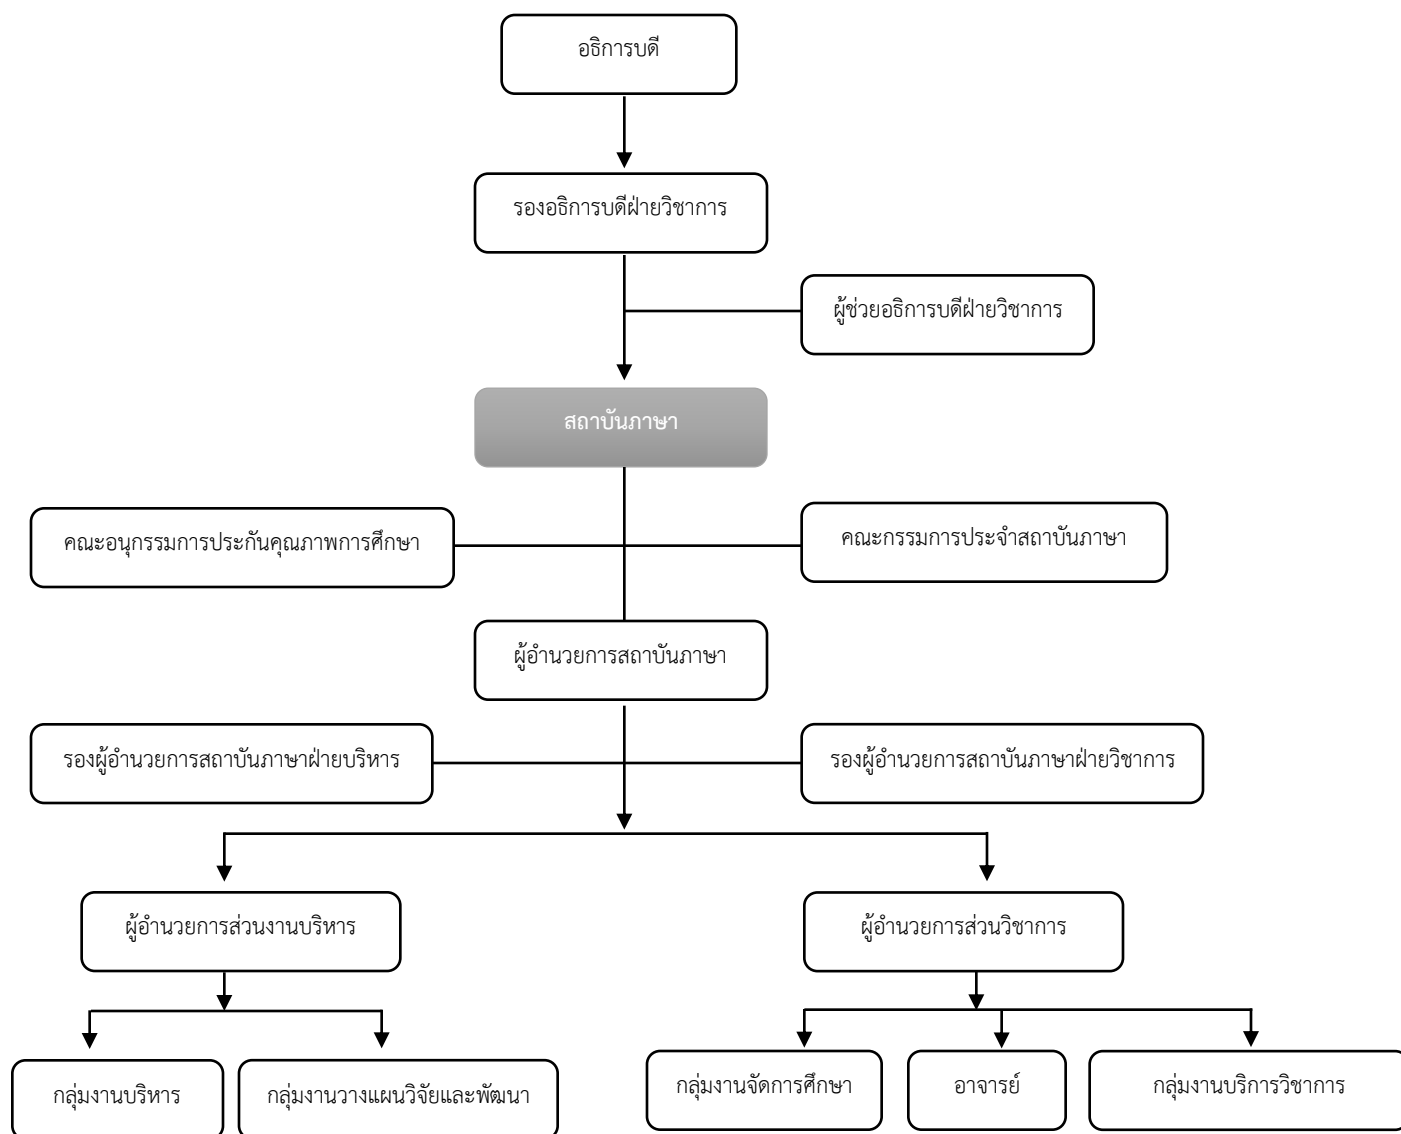 อธิการบดี
รองอธิการบดีฝ่ายวิชาการ
ผู้ช่วยอธิการบดีฝ่ายวิชาการ
สถาบันภาษา
คณะอนุกรรมการประกันคุณภาพการศึกษา
คณะกรรมการประจำสถาบันภาษา
ผู้อำนวยการสถาบันภาษา
รองผู้อำนวยการสถาบันภาษาฝ่ายบริหาร
รองผู้อำนวยการสถาบันภาษาฝ่ายวิชาการ
ผู้อำนวยการส่วนงานบริหาร
ผู้อำนวยการส่วนวิชาการ
กลุ่มงานบริหาร
กลุ่มงานวางแผนวิจัยและพัฒนา
กลุ่มงานจัดการศึกษา
อาจารย์
กลุ่มงานบริการวิชาการ